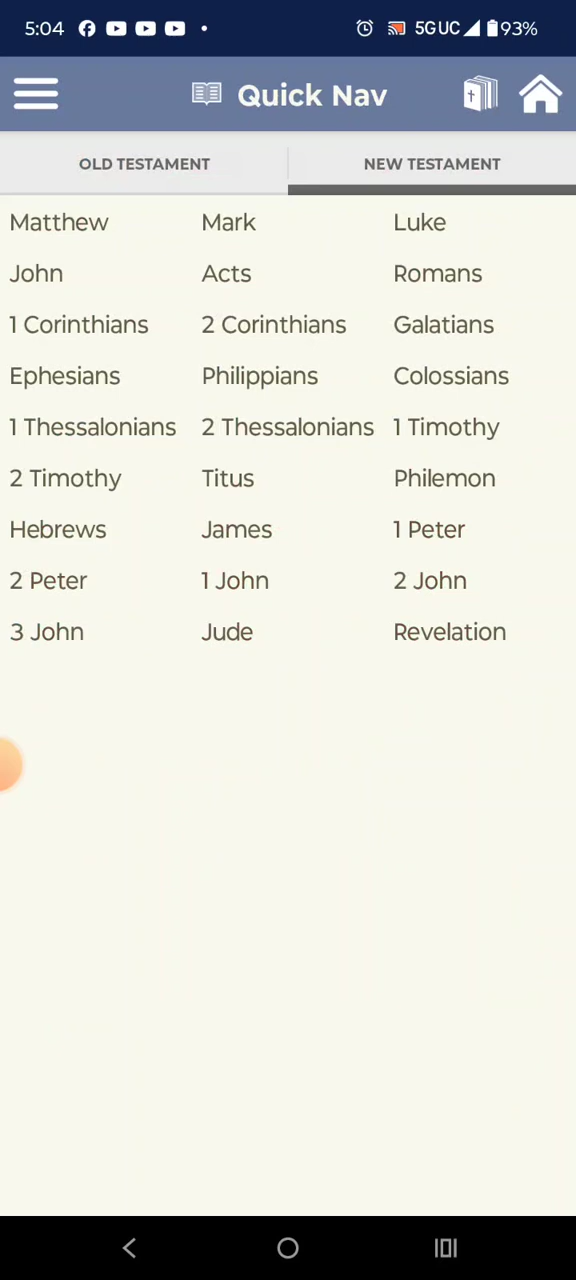 5:04 5G UC 93%
Quick Nav
OLD TESTAMENT NEW TESTAMENT
Matthew Mark Luke
John Acts Romans
1 Corinthians 2 Corinthians Galatians
Ephesians Philippians Colossians
1 Thessalonians 2 Thessalonians 1 Timothy
2 Timothy Titus Philemon
Hebrews James 1 Peter
2 Peter 1 John 2 John
3 John Jude Revelation